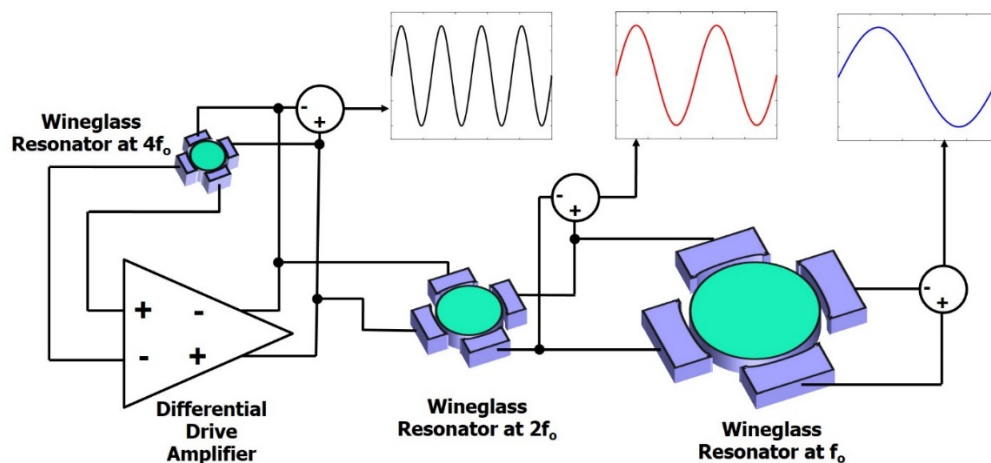 Wineglass
Resonator at 4fₒ
-
+
-
+
-
+
+
-
-
+
Differential
Drive
Amplifier
Wineglass
Resonator at 2fₒ
Wineglass
Resonator at fₒ